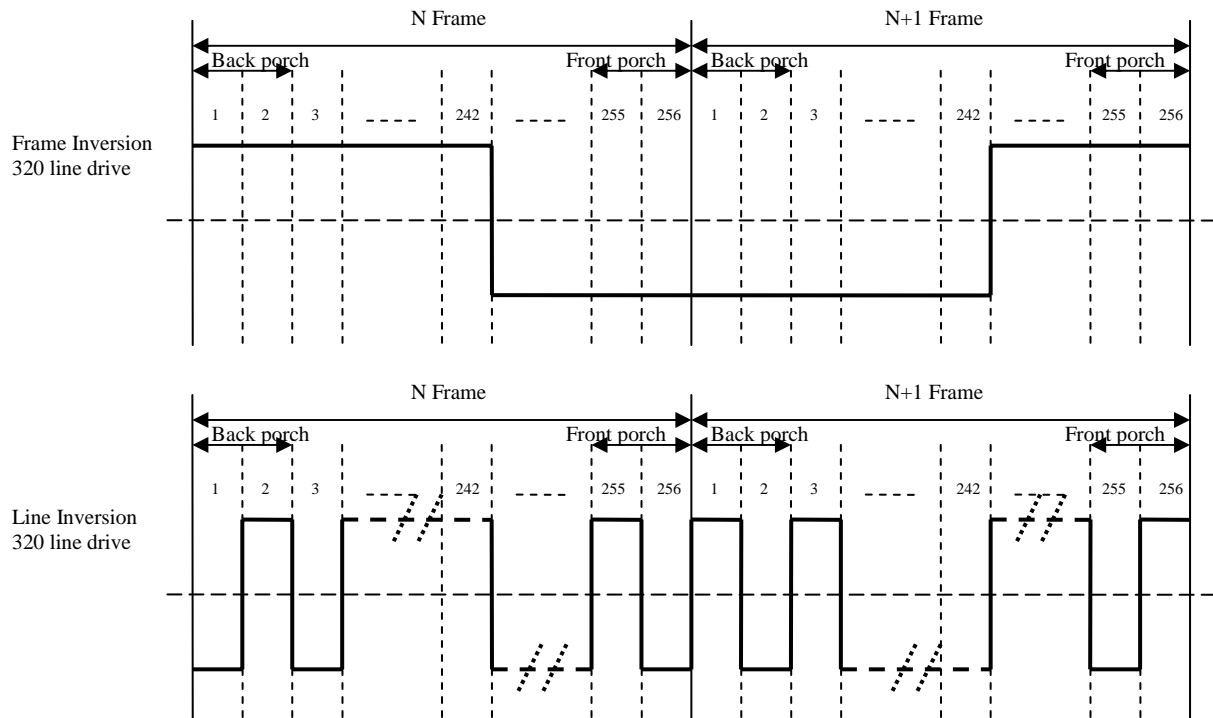 N Frame N+1 Frame
Back porch Front porch Back porch Front porch
1 2 3 ----- 242 ----- 255 256 1 2 3 ----- 242 ----- 255 256
Frame Inversion
320 line drive
N Frame N+1 Frame
Back porch Front porch Back porch Front porch
1 2 3 ----- 242 ----- 255 256 1 2 3 ----- 242 ----- 255 256
Line Inversion
320 line drive